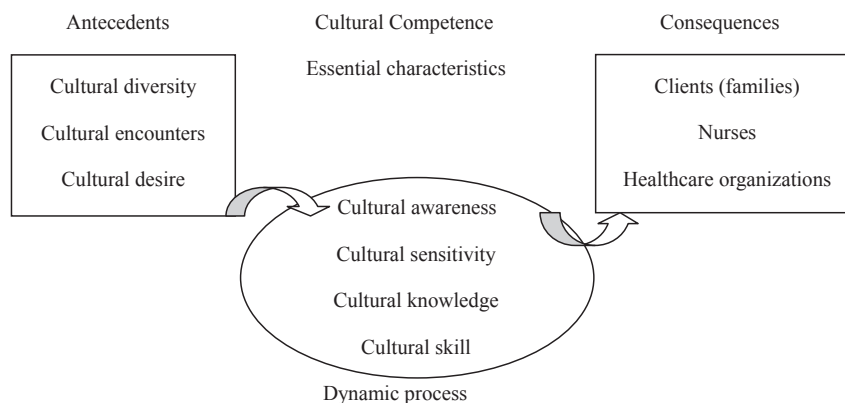 Antecedents
Cultural diversity
Cultural encounters
Cultural desire
Cultural Competence
Essential characteristics
Cultural awareness
Cultural sensitivity
Cultural knowledge
Cultural skill
Dynamic process
Consequences
Clients (families)
Nurses
Healthcare organizations